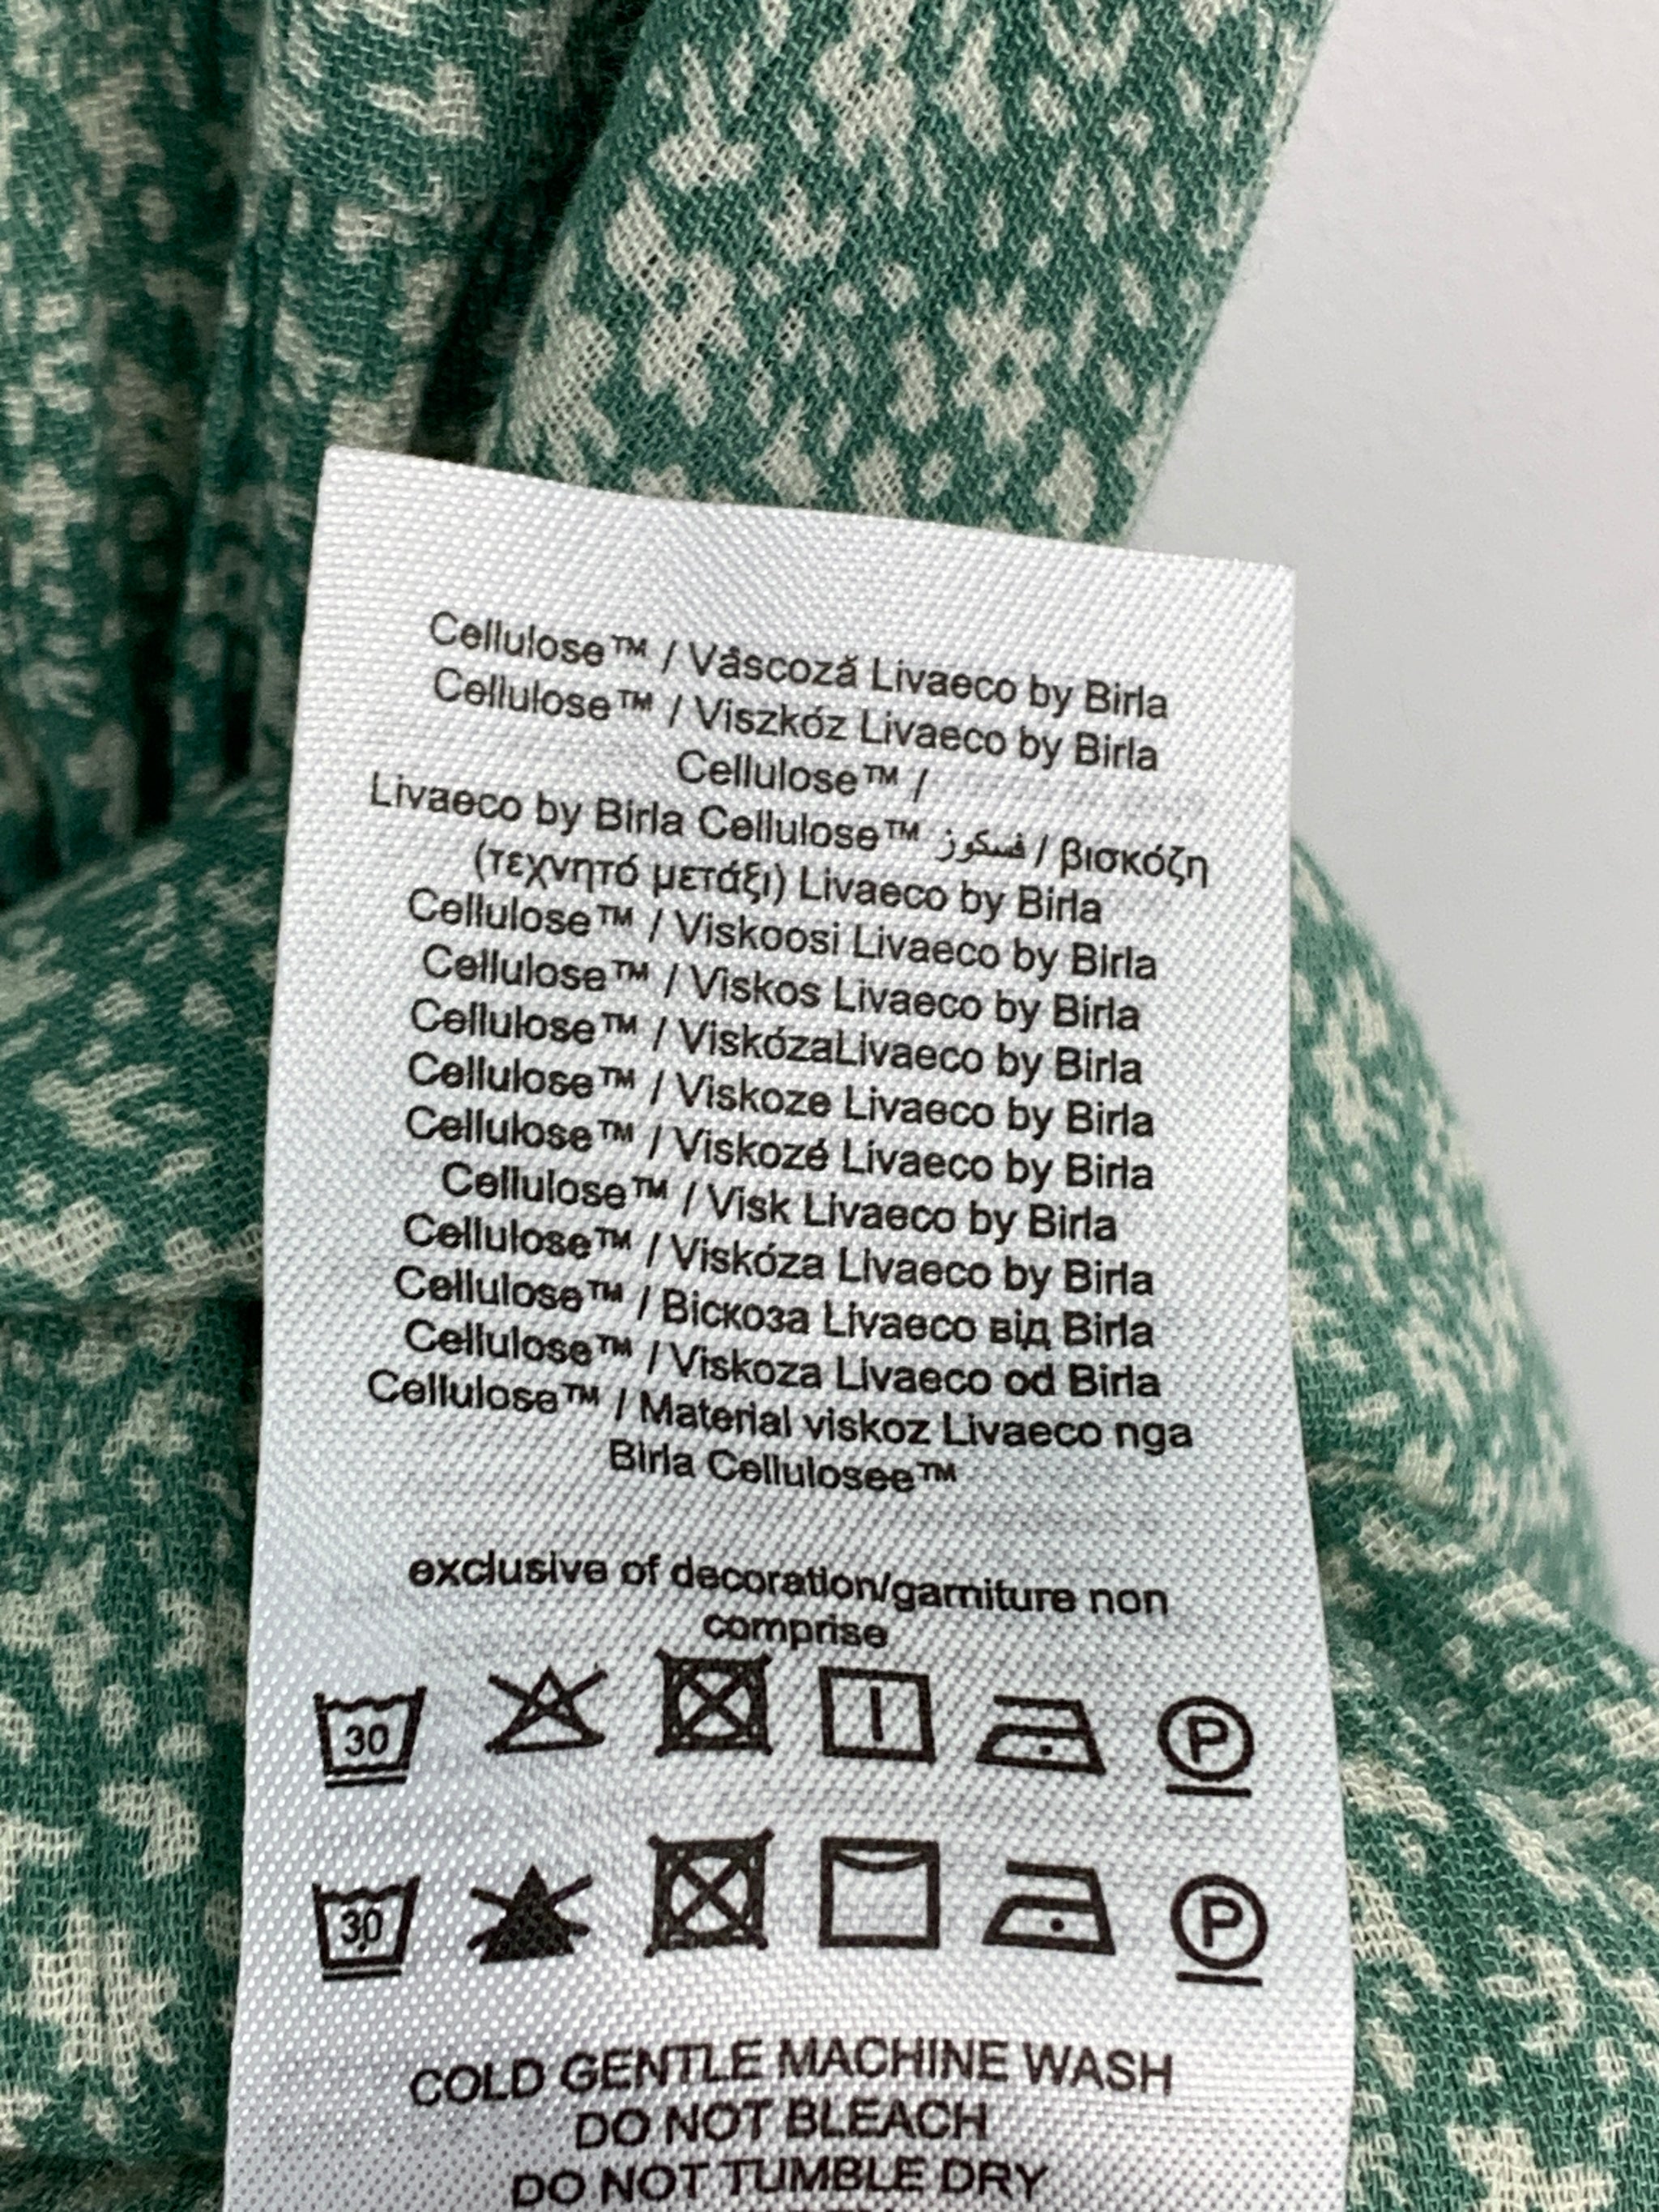 Cellulose™ / Vâscoză Livaeco by Birla
Cellulose™ / Viszkóz Livaeco by Birla
Cellulose™ /
Livaeco by Birla Cellulose™ فسكوز / βισκόζη
(τεχνητό μετάξι) Livaeco by Birla
Cellulose™ / Viskoosi Livaeco by Birla
Cellulose™ / Viskos Livaeco by Birla
Cellulose™ / ViskózaLivaeco by Birla
Cellulose™ / Viskoze Livaeco by Birla
Cellulose™ / Viskozė Livaeco by Birla
Cellulose™ / Visk Livaeco by Birla
Cellulose™ / Viskóza Livaeco by Birla
Cellulose™ / Віскоза Livaeco від Birla
Cellulose™ / Viskoza Livaeco od Birla
Cellulose™ / Material viskoz Livaeco nga
Birla Cellulosee™
exclusive of decoration/garniture non
comprise
30 P
30 P
COLD GENTLE MACHINE WASH
DO NOT BLEACH
DO NOT TUMBLE DRY